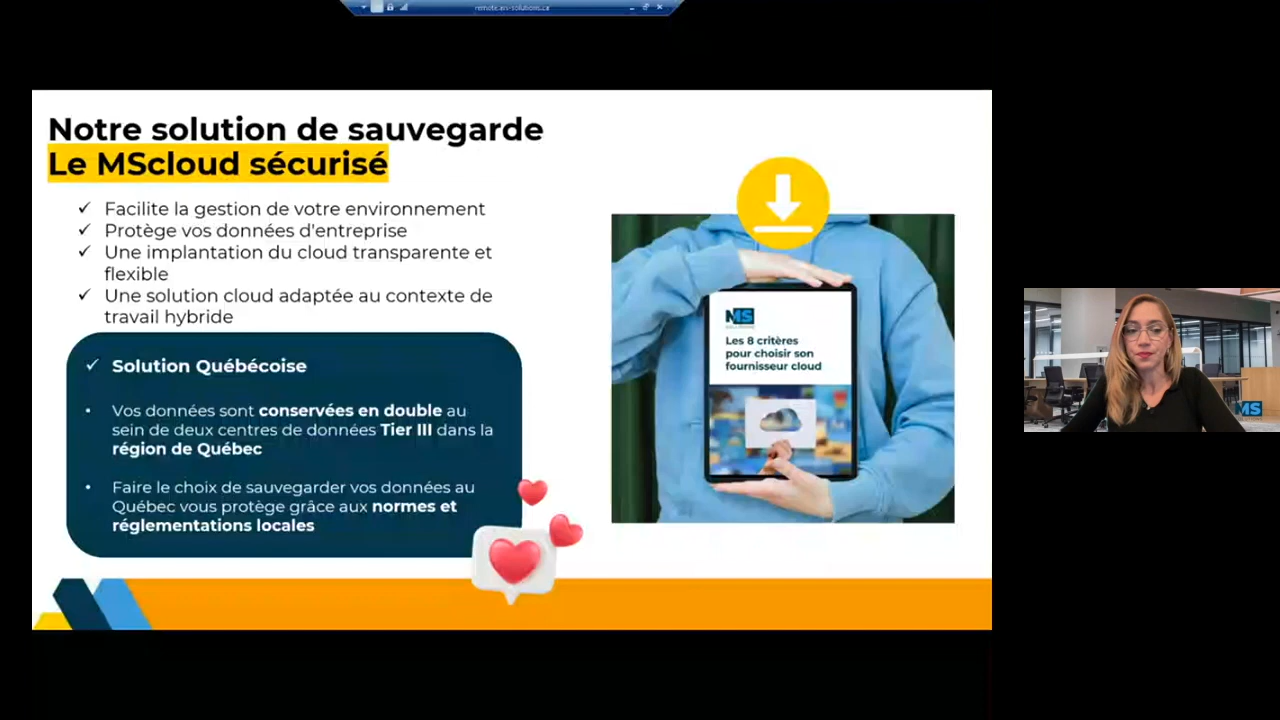 Notre solution de sauvegarde
Le MScloud sécurisé
✓ Facilite la gestion de votre environnement
✓ Protège vos données d'entreprise
✓ Une implantation du cloud transparente et
flexible
✓ Une solution cloud adaptée au contexte de
travail hybride
✓ Solution Québécoise
• Vos données sont conservées en double au
sein de deux centres de données Tier III dans la
région de Québec
• Faire le choix de sauvegarder vos données au
Québec vous protège grâce aux normes et
réglementations locales
MS
Les 8 critères
pour choisir son
fournisseur cloud
MS